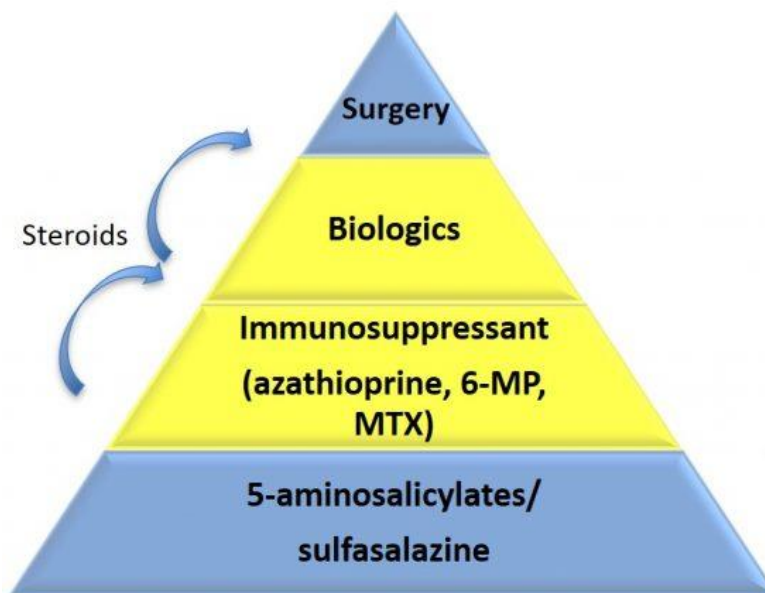 Surgery
Steroids
Biologics
Immunosuppressant
(azathioprine, 6-MP,
MTX)
5-aminosalicylates/
sulfasalazine